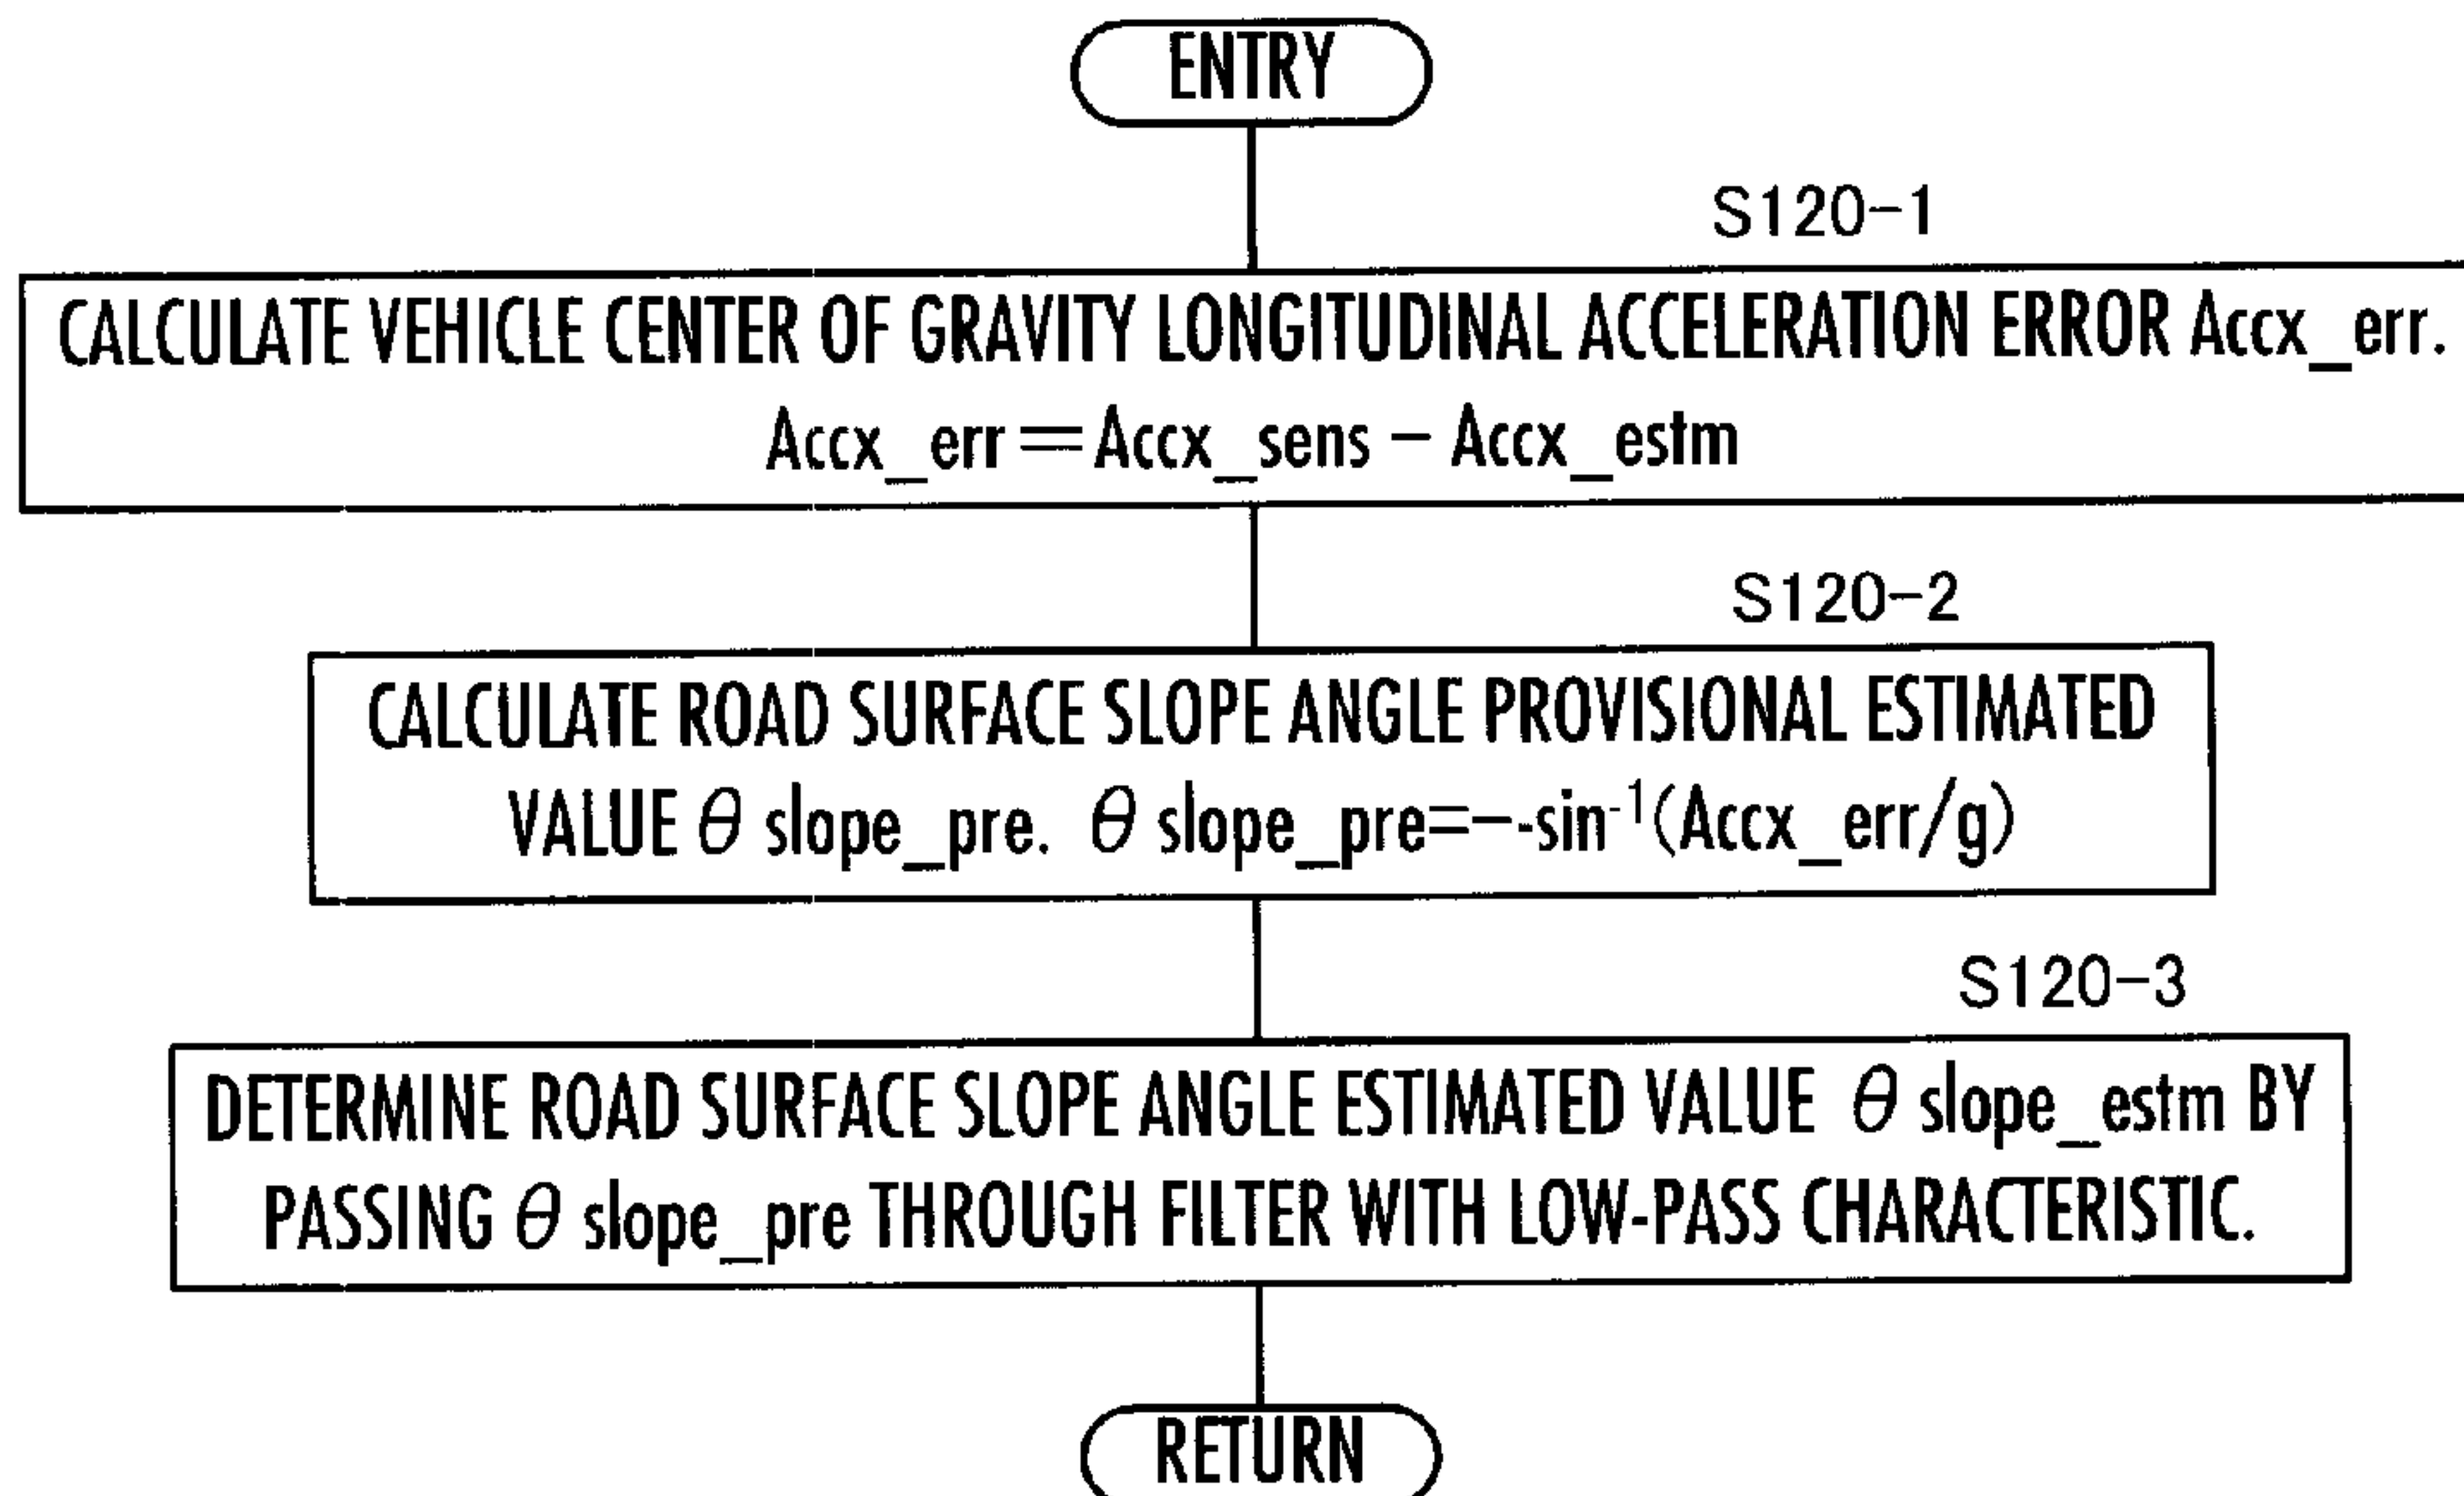 ENTRY
S120-1
CALCULATE VEHICLE CENTER OF GRAVITY LONGITUDINAL ACCELERATION ERROR Accx_err.
Accx_err=Accx_sens - Accx_estm
S120-2
CALCULATE ROAD SURFACE SLOPE ANGLE PROVISIONAL ESTIMATED
VALUE θ slope_pre. θ slope_pre=--sin⁻¹(Accx_err/g)
S120-3
DETERMINE ROAD SURFACE SLOPE ANGLE ESTIMATED VALUE θ slope_estm BY
PASSING θ slope_pre THROUGH FILTER WITH LOW-PASS CHARACTERISTIC.
RETURN